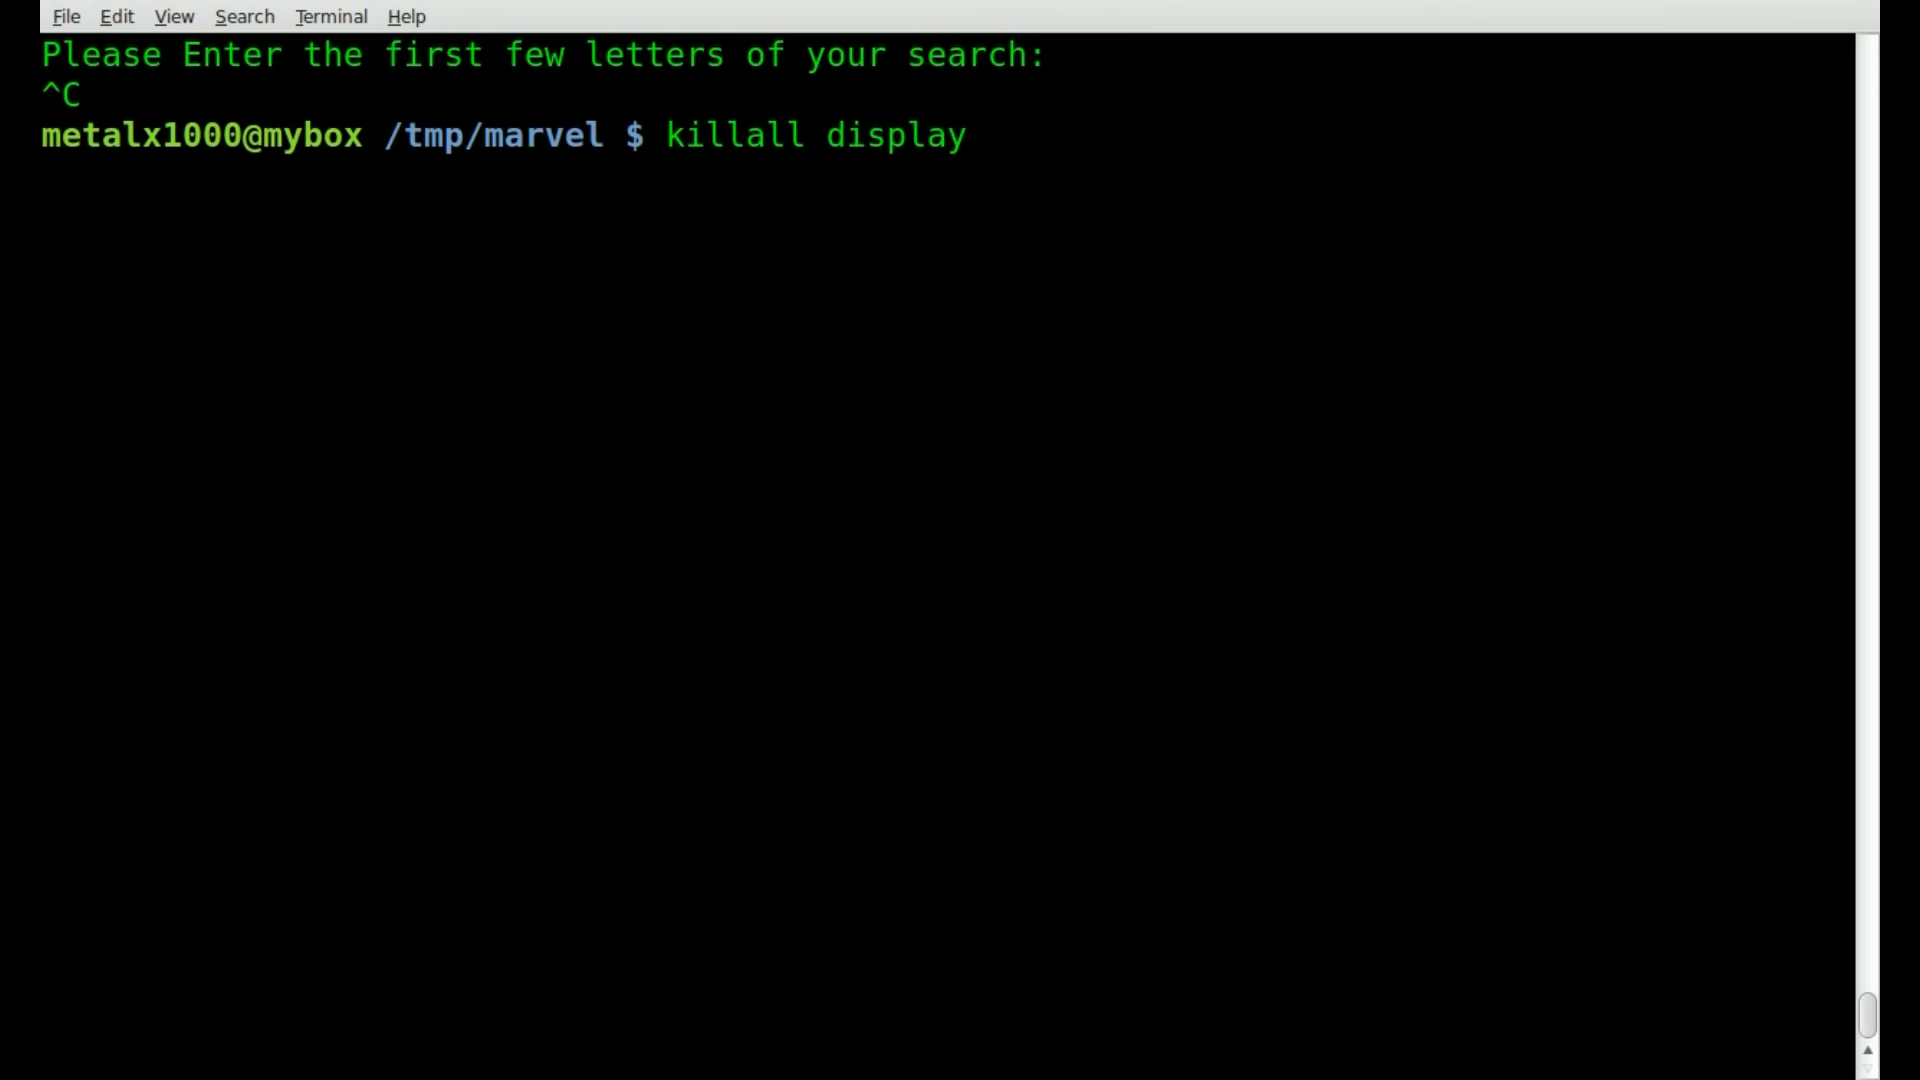 File Edit View Search Terminal Help
Please Enter the first few letters of your search:
^C
metalx1000@mybox /tmp/marvel $ killall display